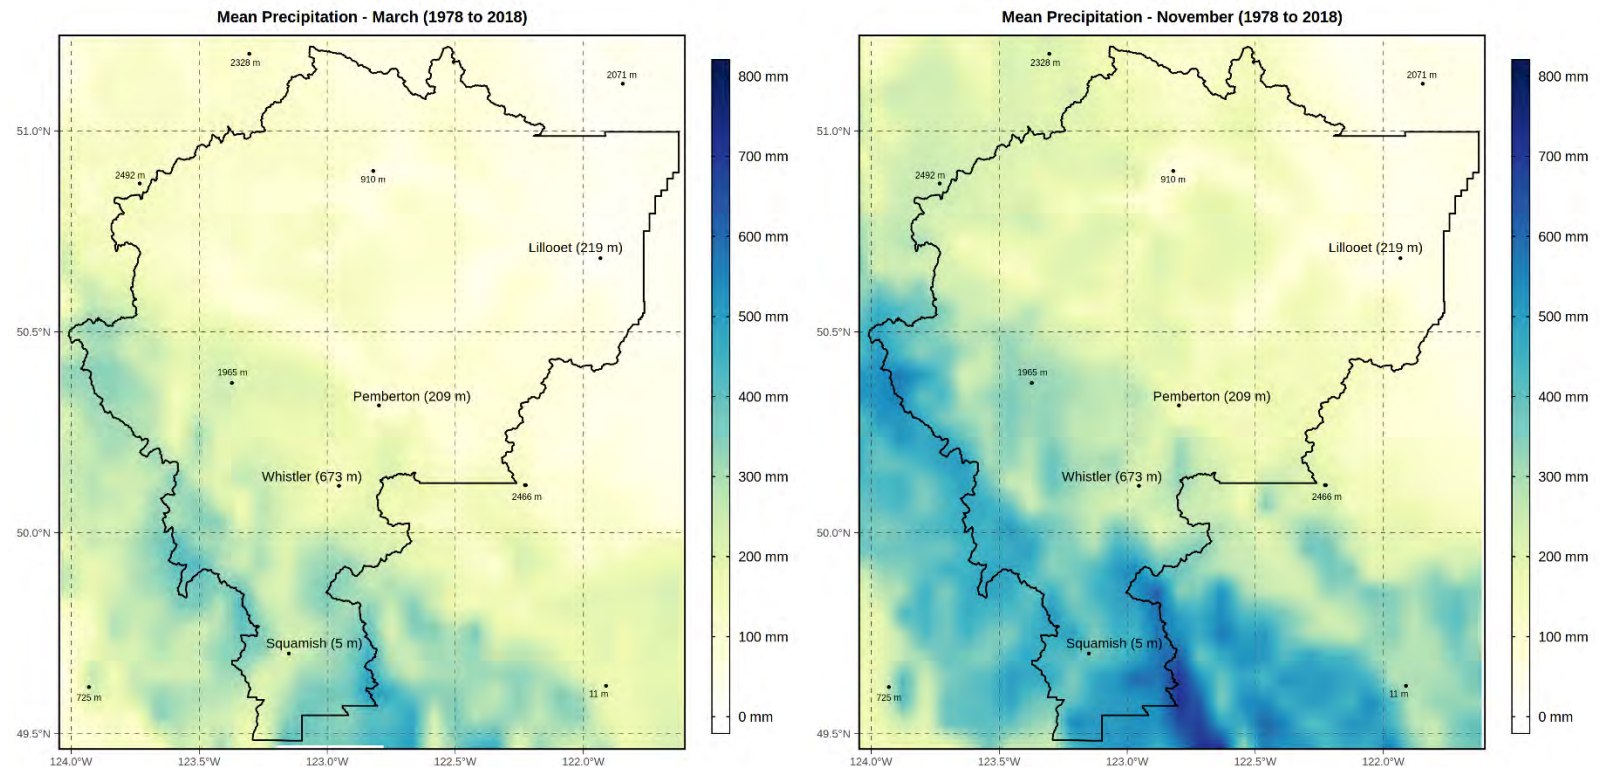 Mean Precipitation - March (1978 to 2018)
2328 m
2071 m
51.0°N
2492 m
910 m
Lillooet (219 m)
50.5°N
1965 m
Pemberton (209 m)
Whistler (673 m)
2466 m
50.0°N
Squamish (5 m)
725 m
11 m
49.5°N
124.0°W
123.5°W
123.0°W
122.5°W
122.0°W
800 mm
700 mm
600 mm
500 mm
400 mm
300 mm
200 mm
100 mm
0 mm
Mean Precipitation - November (1978 to 2018)
2328 m
2071 m
51.0°N
2492 m
910 m
Lillooet (219 m)
50.5°N
1965 m
Pemberton (209 m)
Whistler (673 m)
2466 m
50.0°N
Squamish (5 m)
725 m
11 m
49.5°N
124.0°W
123.5°W
123.0°W
122.5°W
122.0°W
800 mm
700 mm
600 mm
500 mm
400 mm
300 mm
200 mm
100 mm
0 mm